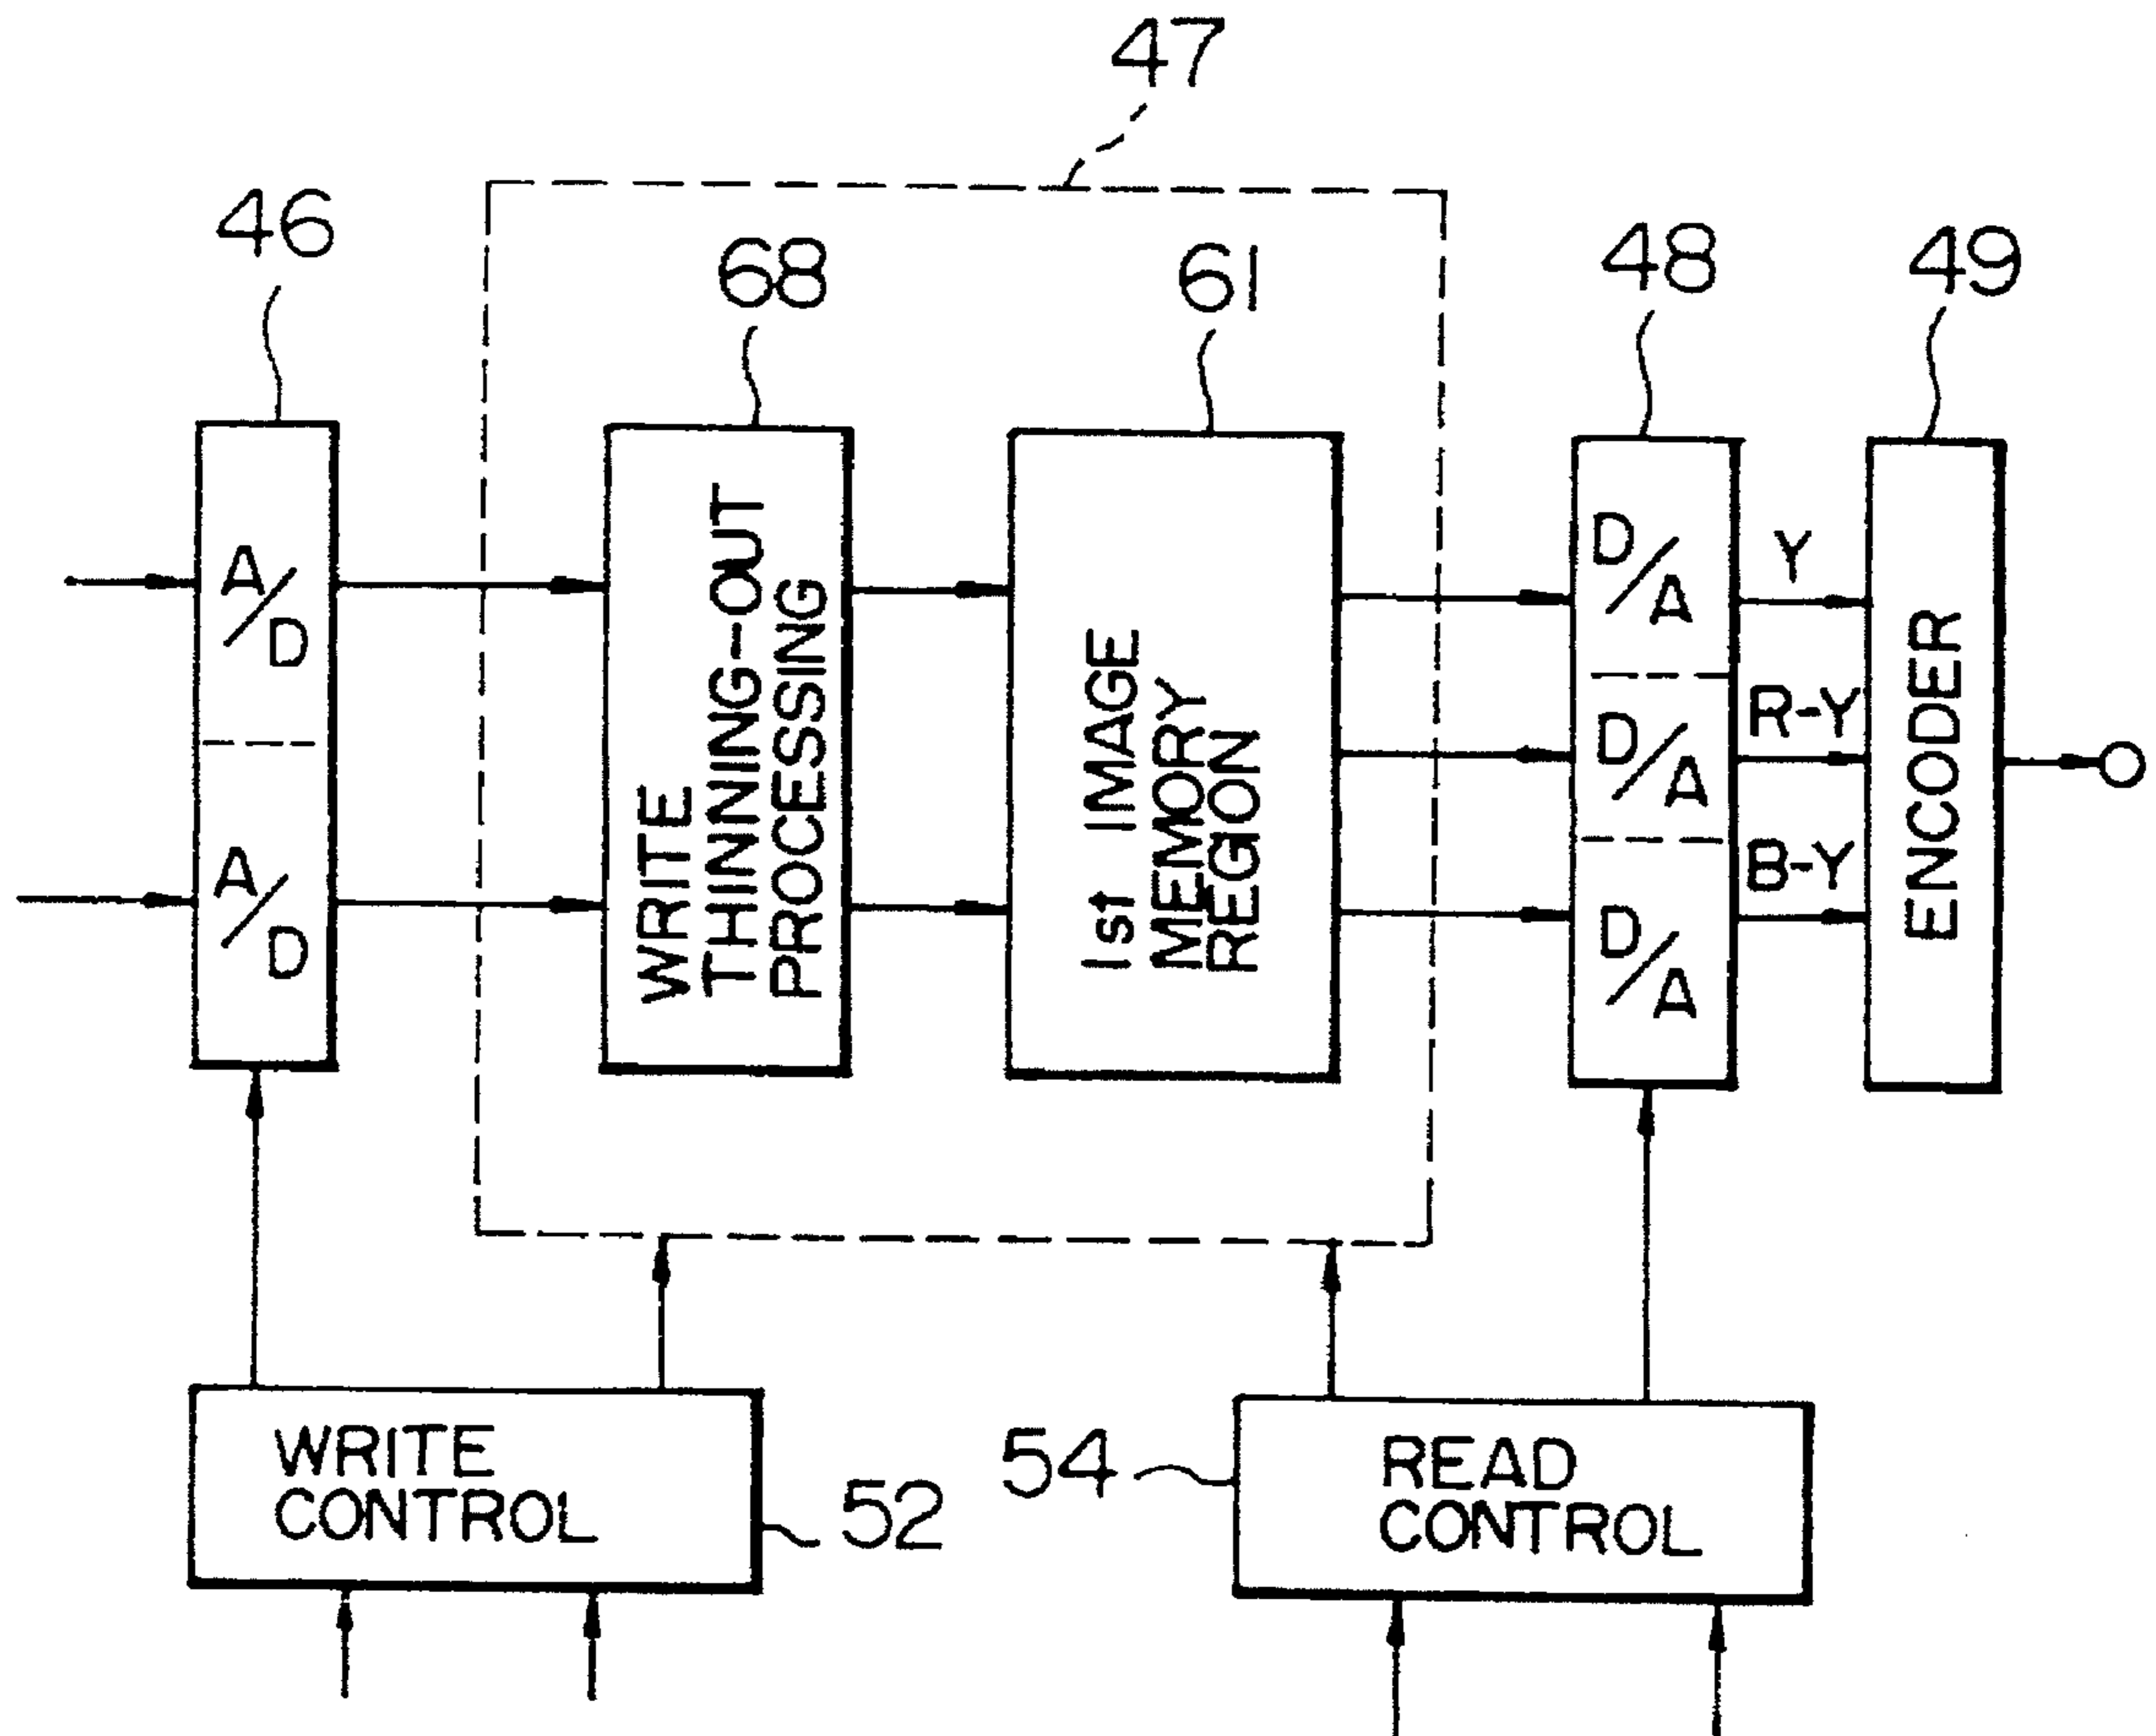 47
46
68
61
48
49
A/D
A/D
WRITE
THINNING-OUT
PROCESSING
1st IMAGE
MEMORY
REGION
D/A
D/A
D/A
Y
R-Y
B-Y
ENCODER
WRITE
CONTROL
52
54
READ
CONTROL